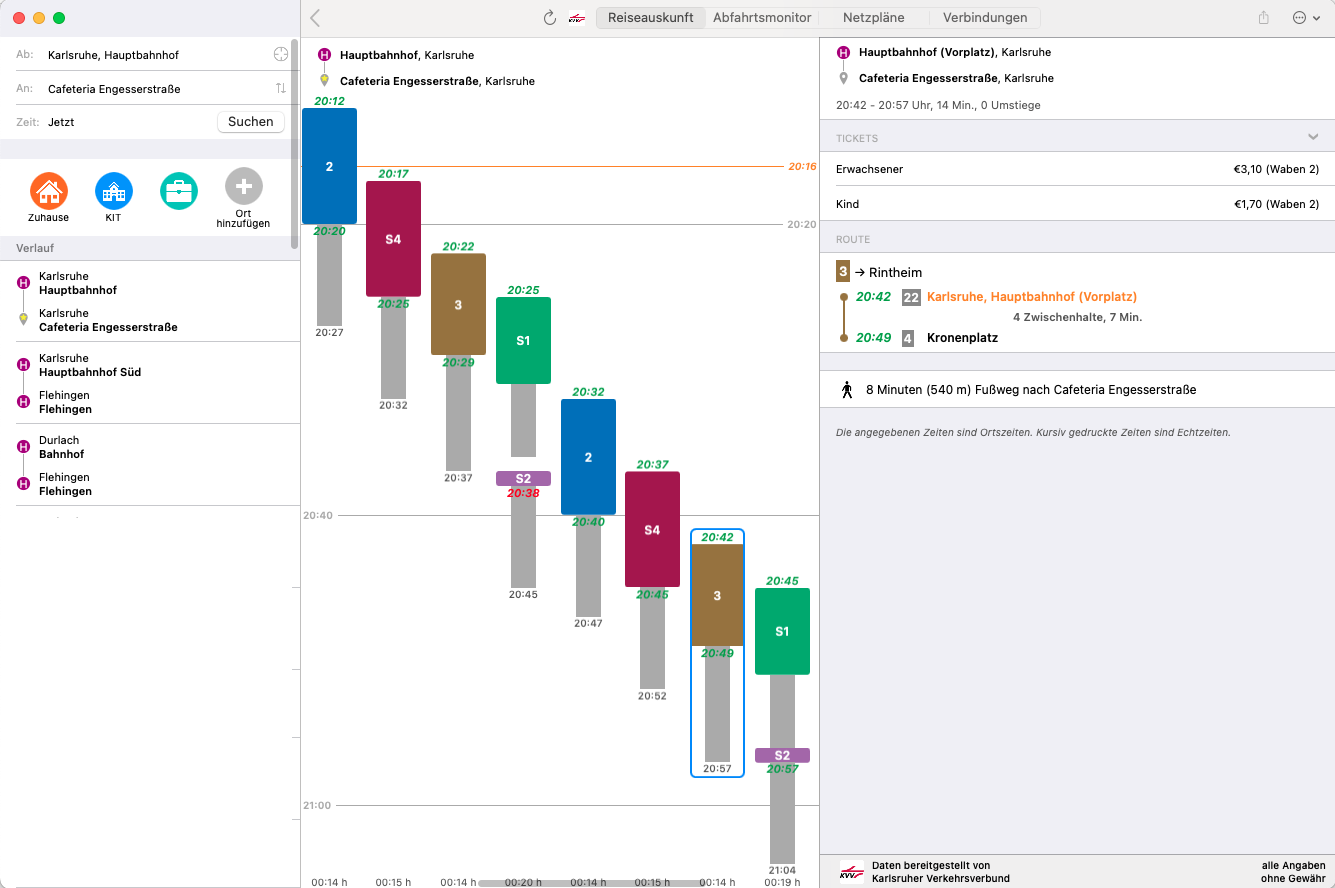 Reiseauskunft
Abfahrtsmonitor
Netzpläne
Verbindungen
Ab: Karlsruhe, Hauptbahnhof
An: Cafeteria Engesserstraße
Zeit: Jetzt
Suchen
Zuhause
KIT
Ort
hinzufügen
Verlauf
H Karlsruhe
Hauptbahnhof
Karlsruhe
Cafeteria Engesserstraße
H Karlsruhe
Hauptbahnhof Süd
H Flehingen
Flehingen
H Durlach
Bahnhof
H Flehingen
Flehingen
H Hauptbahnhof, Karlsruhe
Cafeteria Engesserstraße, Karlsruhe
20:12
2
20:16
20:17
20:20
20:20
S4
20:22
20:25
20:25
3
S1
20:27
20:29
20:32
20:32
2
20:37
20:37
S2
20:38
20:40
20:40
S4
20:42
20:45
20:45
20:45
3
20:47
S1
20:49
20:52
S2
20:57
20:57
21:00
21:04
00:14 h
00:15 h
00:14 h
00:20 h
00:14 h
00:15 h
00:14 h
00:19 h
H Hauptbahnhof (Vorplatz), Karlsruhe
Cafeteria Engesserstraße, Karlsruhe
20:42 - 20:57 Uhr, 14 Min., 0 Umstiege
TICKETS
Erwachsener €3,10 (Waben 2)
Kind €1,70 (Waben 2)
ROUTE
3 → Rintheim
20:42 22 Karlsruhe, Hauptbahnhof (Vorplatz)
4 Zwischenhalte, 7 Min.
20:49 4 Kronenplatz
8 Minuten (540 m) Fußweg nach Cafeteria Engesserstraße
Die angegebenen Zeiten sind Ortszeiten. Kursiv gedruckte Zeiten sind Echtzeiten.
KVV
Daten bereitgestellt von
Karlsruher Verkehrsverbund
alle Angaben
ohne Gewähr